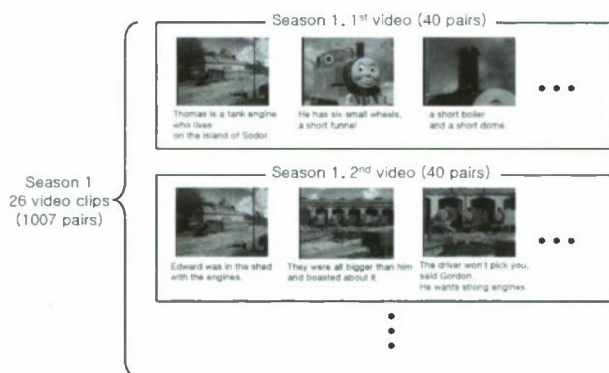 Season 1, 1st video (40 pairs)
Thomas is a tank engine
who lives
on the island of Sodor.
He has six small wheels,
a short funnel
a short boiler
and a short dome.
Season 1
26 video clips
(1007 pairs)
Season 1, 2nd video (40 pairs)
Edward was in the shed
with the engines.
They were all bigger than him
and boasted about it.
The driver won't pick you,
said Gordon.
He wants strong engines